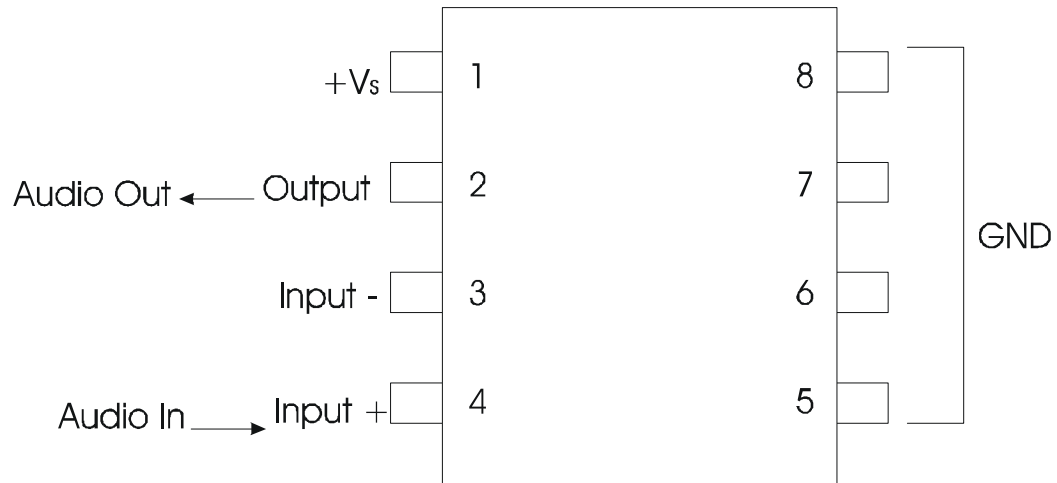 +Vs 1 8
Audio Out Output 2 7
GND
Input - 3 6
Audio In Input + 4 5